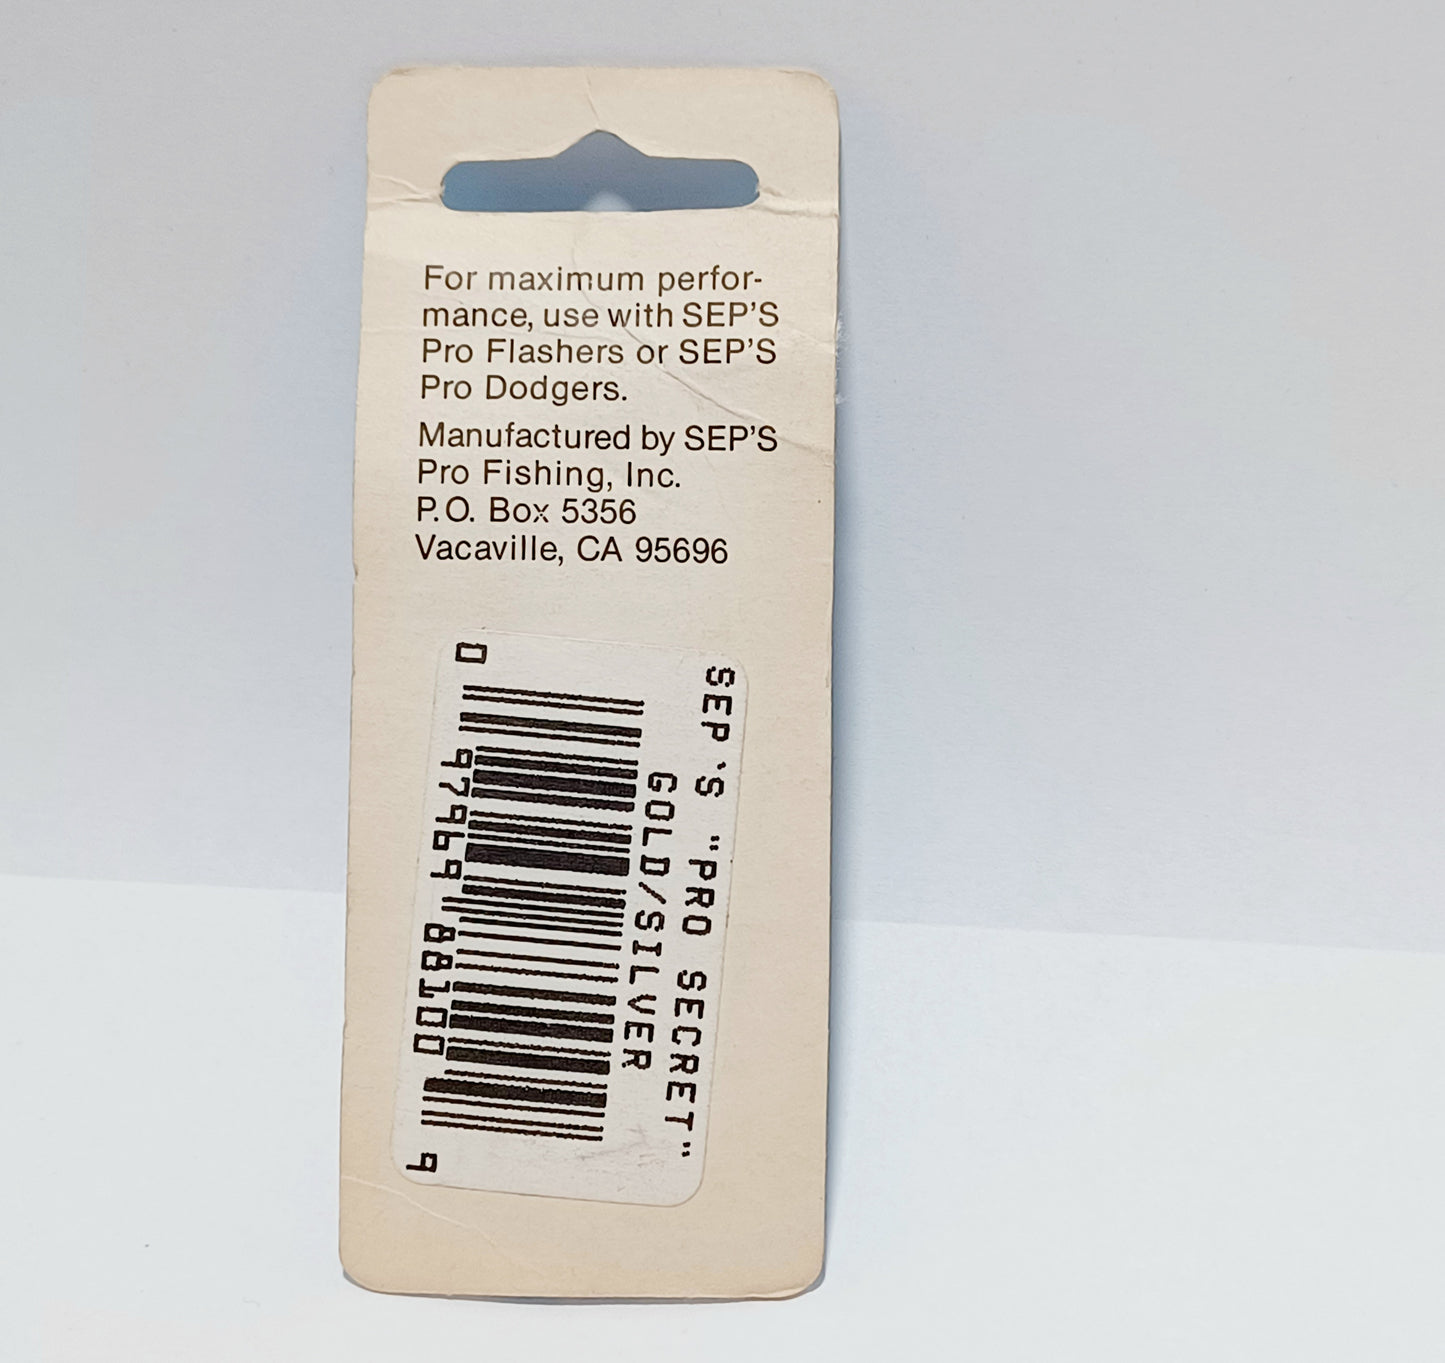 For maximum perfor-
mance, use with SEP'S
Pro Flashers or SEP'S
Pro Dodgers.
Manufactured by SEP'S
Pro Fishing, Inc.
P.O. Box 5356
Vacaville, CA 95696
SEP'S "PRO SECRET"
GOLD/SILVER
0 97969 88100 9